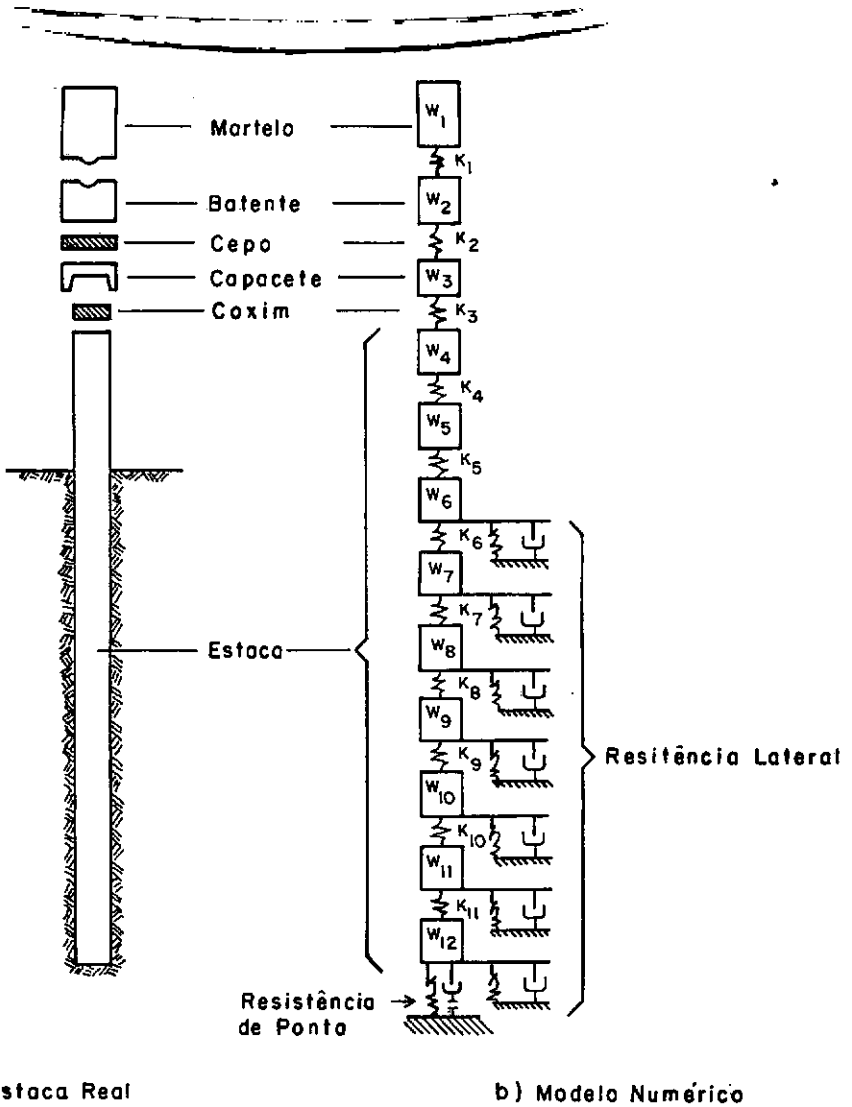 Martelo
W1
K1
Batente
W2
Cepo
K2
Capacete
W3
Coxim
K3
W4
K4
W5
K5
W6
K6
W7
K7
Estaca
W8
K8
W9
K9
Resitência Lateral
W10
K10
W11
K11
W12
Resistência
de Ponta
staca Real
b) Modelo Numérico